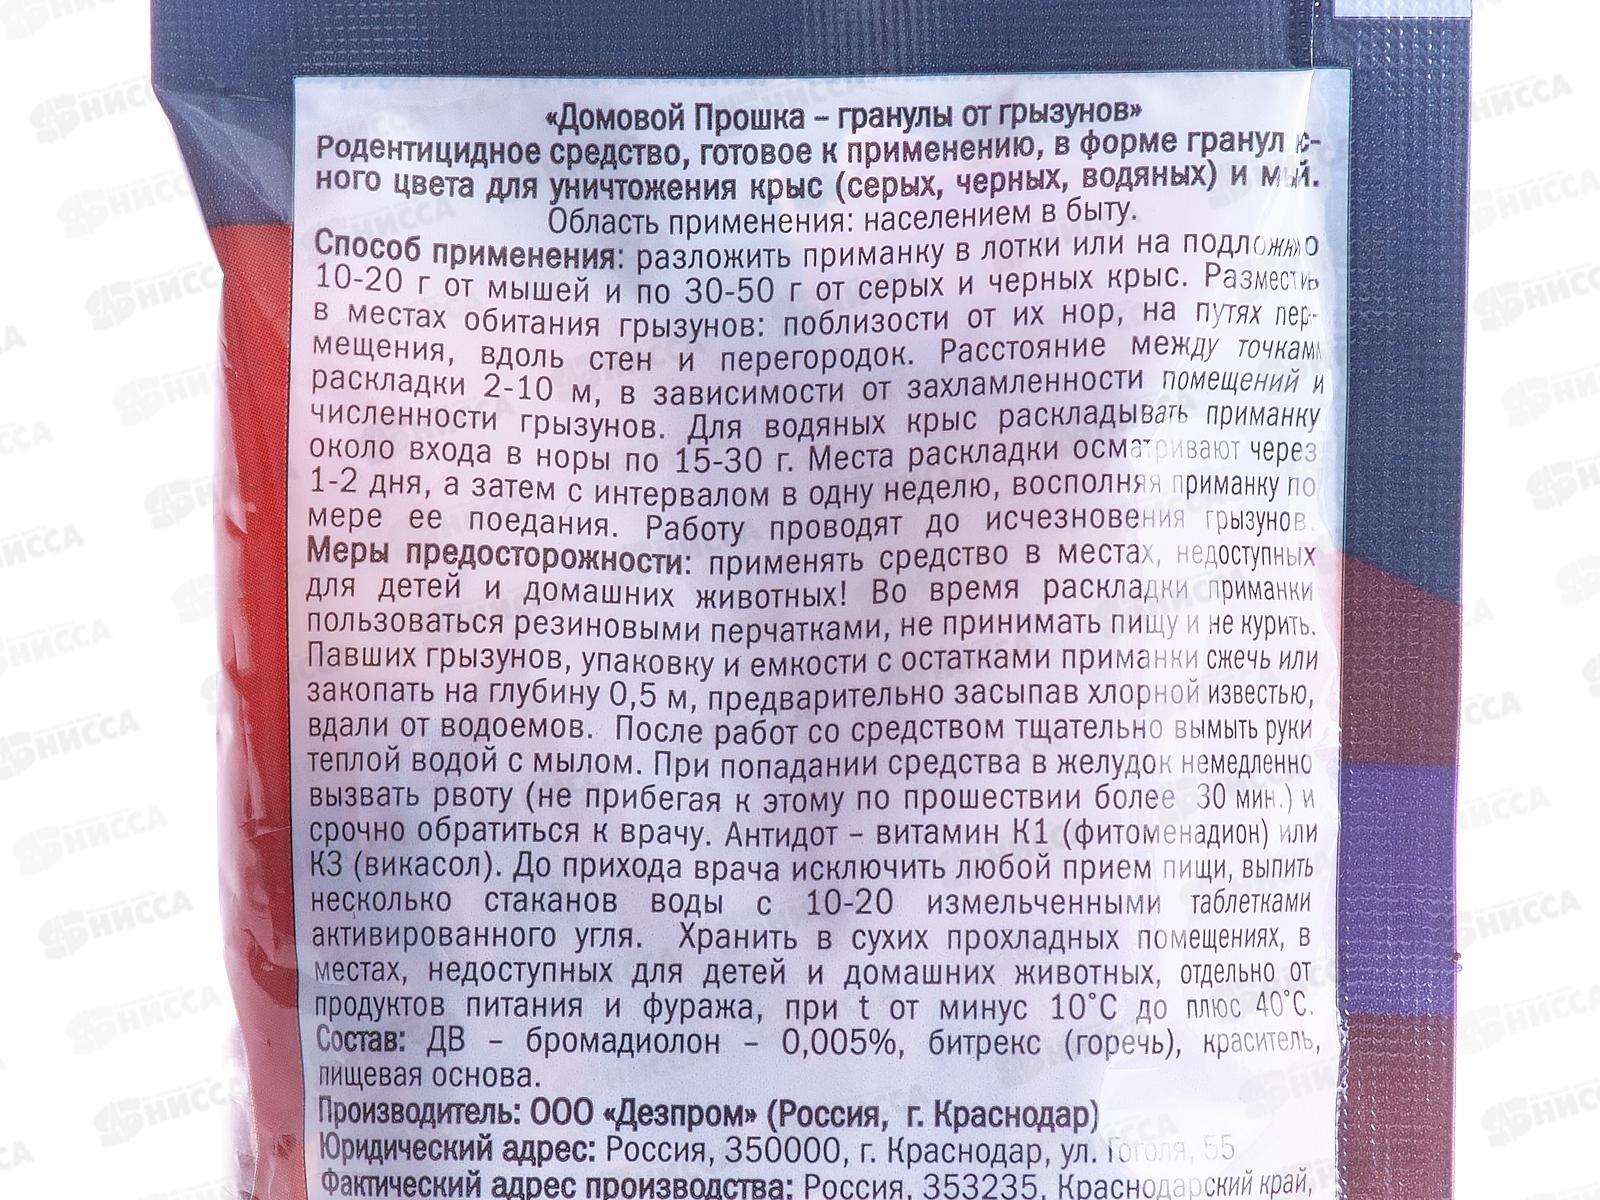 «Домовой Прошка – гранулы от грызунов»
Родентицидное средство, готовое к применению, в форме гранул
ного цвета для уничтожения крыс (серых, черных, водяных) и
Область применения: населением в быту.
Способ применения: разложить приманку в лотки или на
10-20 г от мышей и по 30-50 г от серых и черных крыс.
в местах обитания грызунов: поблизости от их нор, на путях пер-
мещения, вдоль стен и перегородок. Расстояние между точками
раскладки 2-10 м, в зависимости от захламленности помещений и
численности грызунов. Для водяных крыс раскладывать приманку
около входа в норы по 15-30 г. Места раскладки осматривают через
1-2 дня, а затем с интервалом в одну неделю, восполняя приманку по
мере ее поедания. Работу проводят до исчезновения грызунов.
Меры предосторожности: применять средство в местах, недоступных
для детей и домашних животных! Во время раскладки приманки
пользоваться резиновыми перчатками, не принимать пищу и не курить.
Павших грызунов, упаковку и емкости с остатками приманки сжечь или
закопать на глубину 0,5 м, предварительно засыпав хлорной известью,
вдали от водоемов. После работ со средством тщательно вымыть руки
теплой водой с мылом. При попадании средства в желудок немедленно
вызвать рвоту (не прибегая к этому по прошествии более 30 мин.) и
срочно обратиться к врачу. Антидот – витамин К1 (фитоменадион) или
К3 (викасол). До прихода врача исключить любой прием пищи, выпить
несколько стаканов воды с 10-20 измельченными таблетками
активированного угля. Хранить в сухих прохладных помещениях, в
местах, недоступных для детей и домашних животных, отдельно от
продуктов питания и фуража, при t от минус 10°С до плюс 40°С.
Состав: ДВ – бромадиолон – 0,005%, битрекс (горечь), краситель,
пищевая основа.
Производитель: ООО «Дезпром» (Россия, г. Краснодар)
Юридический адрес: Россия, 350000, г. Краснодар, ул. Гоголя, 55
Фактический адрес производства: Россия, 353235, Краснодарский край,
НИССА